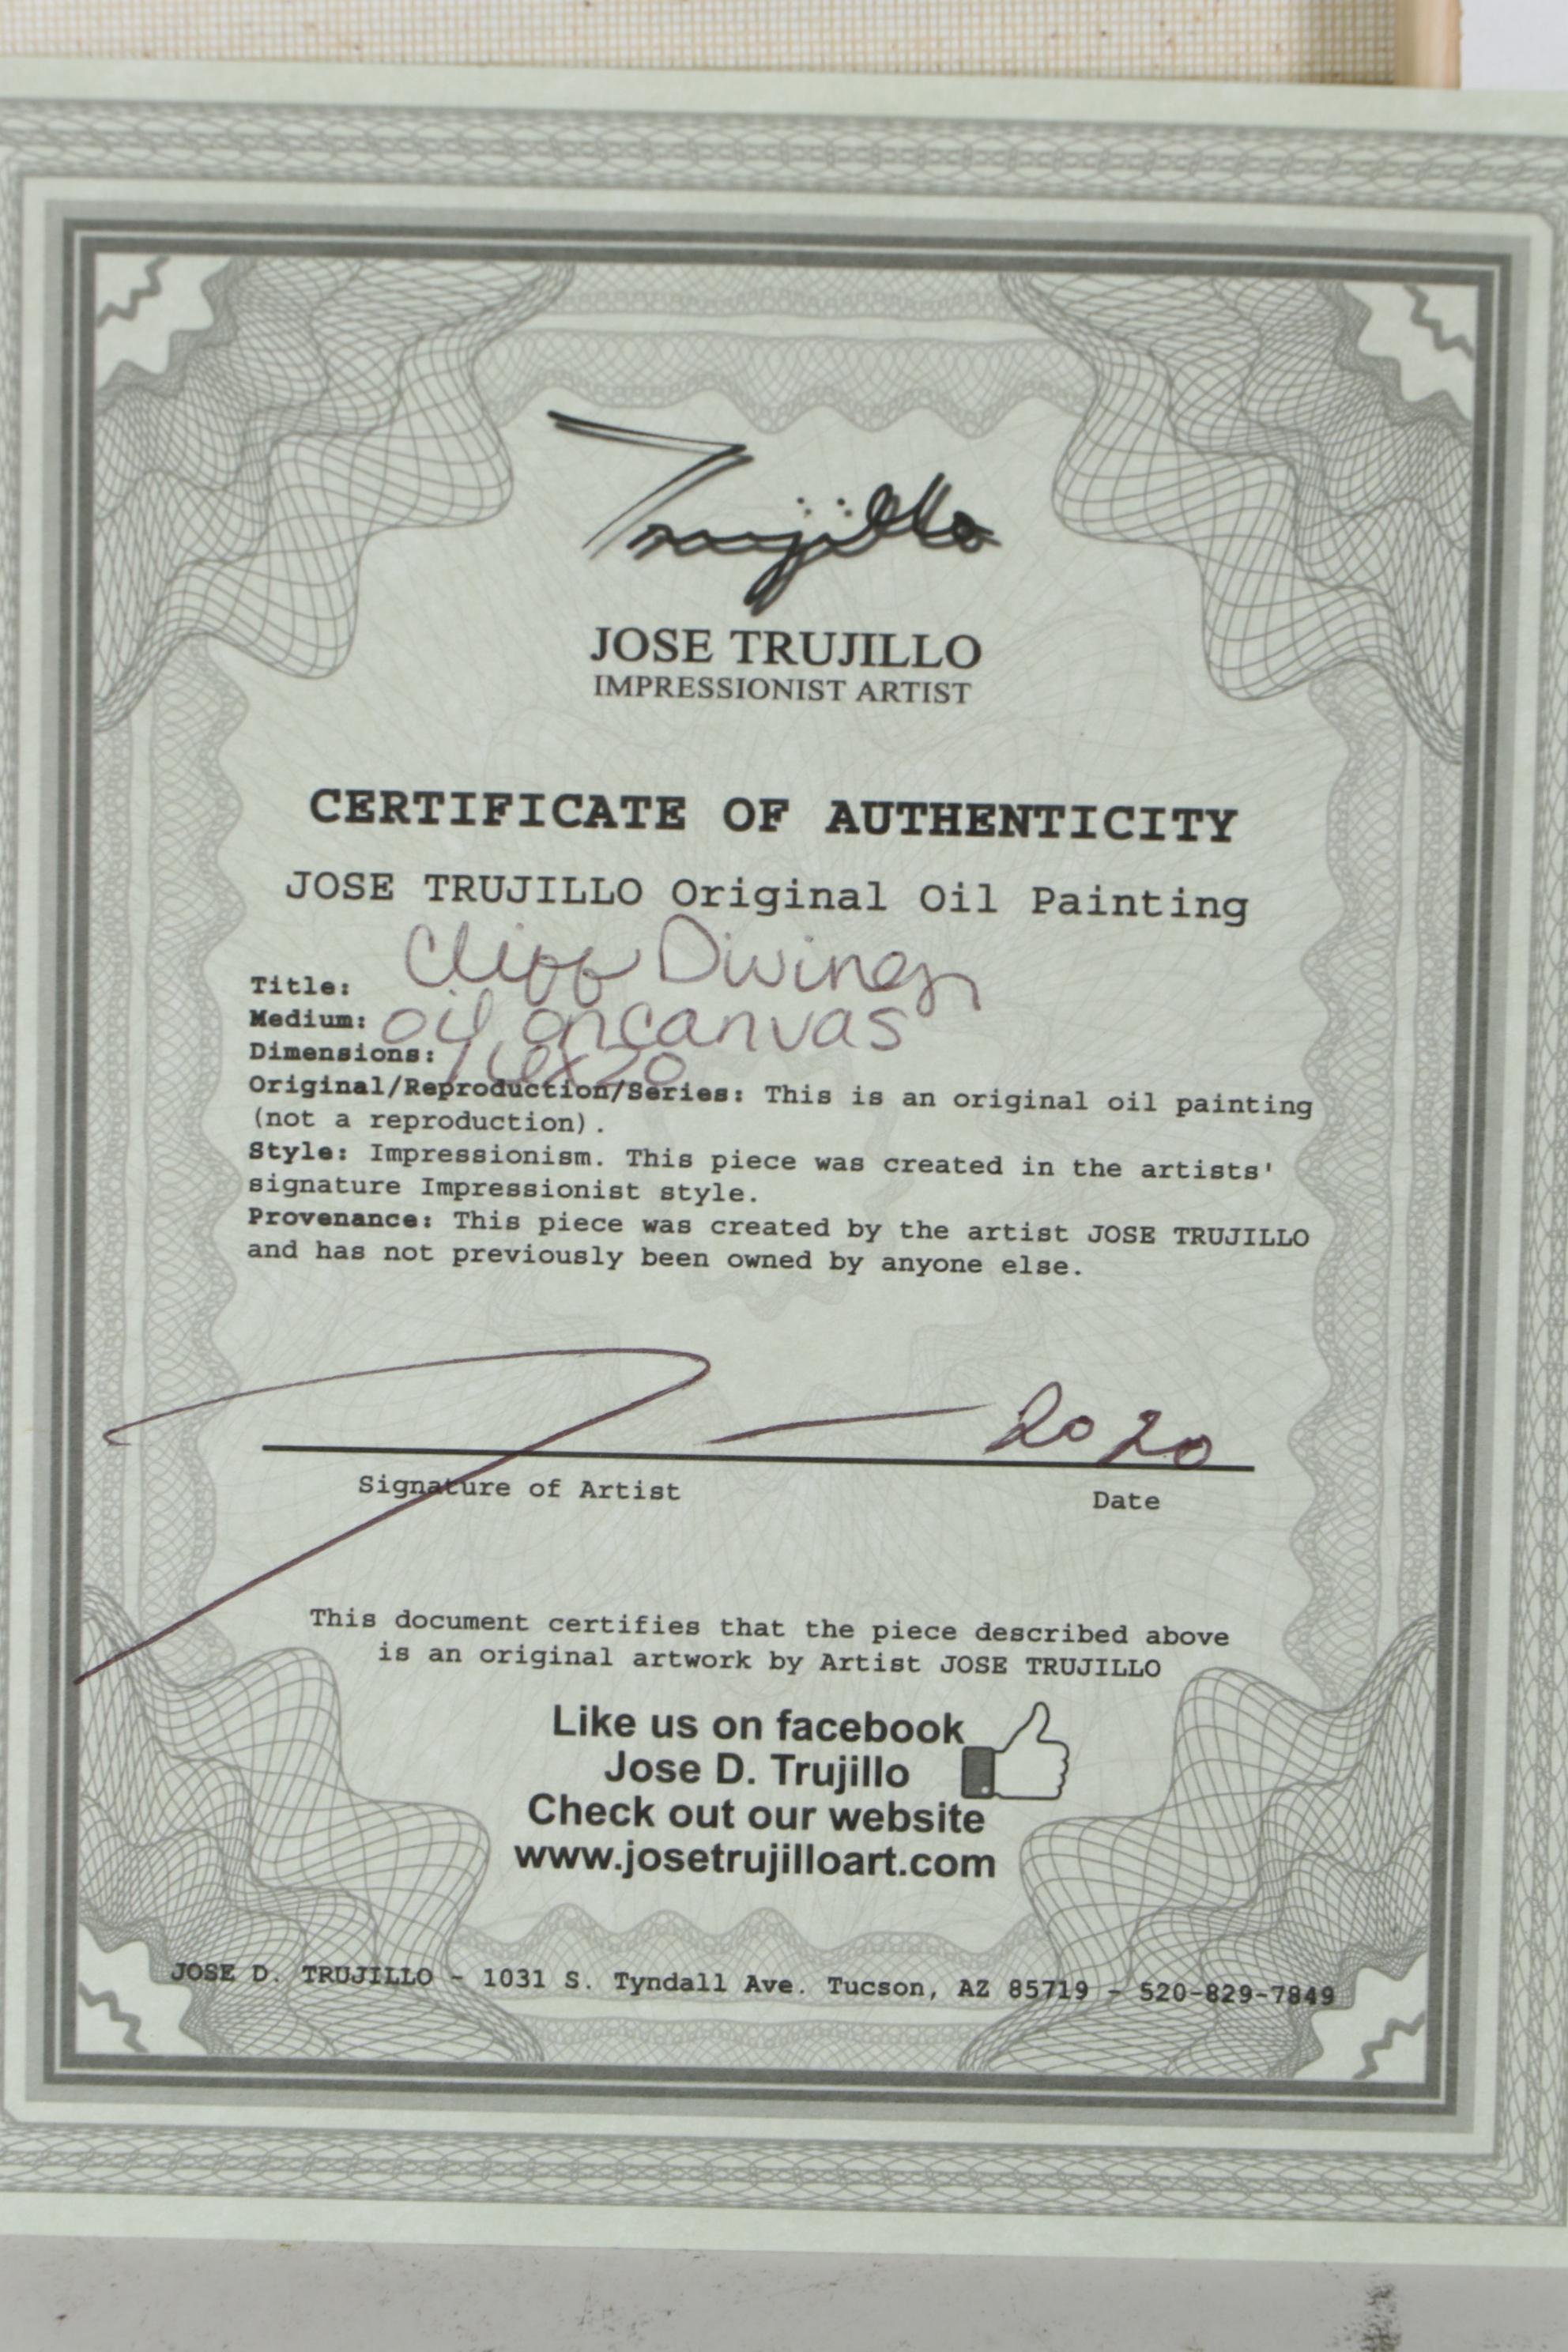 Trujillo
JOSE TRUJILLO
IMPRESSIONIST ARTIST
CERTIFICATE OF AUTHENTICITY
JOSE TRUJILLO Original Oil Painting
Title: Cliff Diving
Medium: oil on canvas
Dimensions: 16x20
Original/Reproduction/Series: This is an original oil painting
(not a reproduction).
Style: Impressionism. This piece was created in the artists'
signature Impressionist style.
Provenance: This piece was created by the artist JOSE TRUJILLO
and has not previously been owned by anyone else.
2020
Signature of Artist Date
This document certifies that the piece described above
is an original artwork by Artist JOSE TRUJILLO
Like us on facebook
Jose D. Trujillo
Check out our website
www.josetrujilloart.com
JOSE D. TRUJILLO - 1031 S. Tyndall Ave. Tucson, AZ 85719 - 520-829-7849